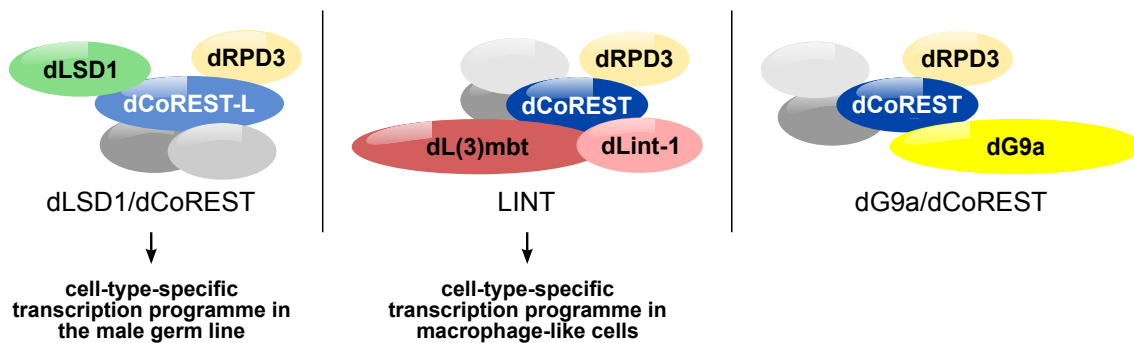 dLSD1
dRPD3
dCoREST-L
dLSD1/dCoREST
cell-type-specific
transcription programme in
the male germ line
dRPD3
dCoREST
dL(3)mbt
dLint-1
LINT
cell-type-specific
transcription programme in
macrophage-like cells
dRPD3
dCoREST
dG9a
dG9a/dCoREST